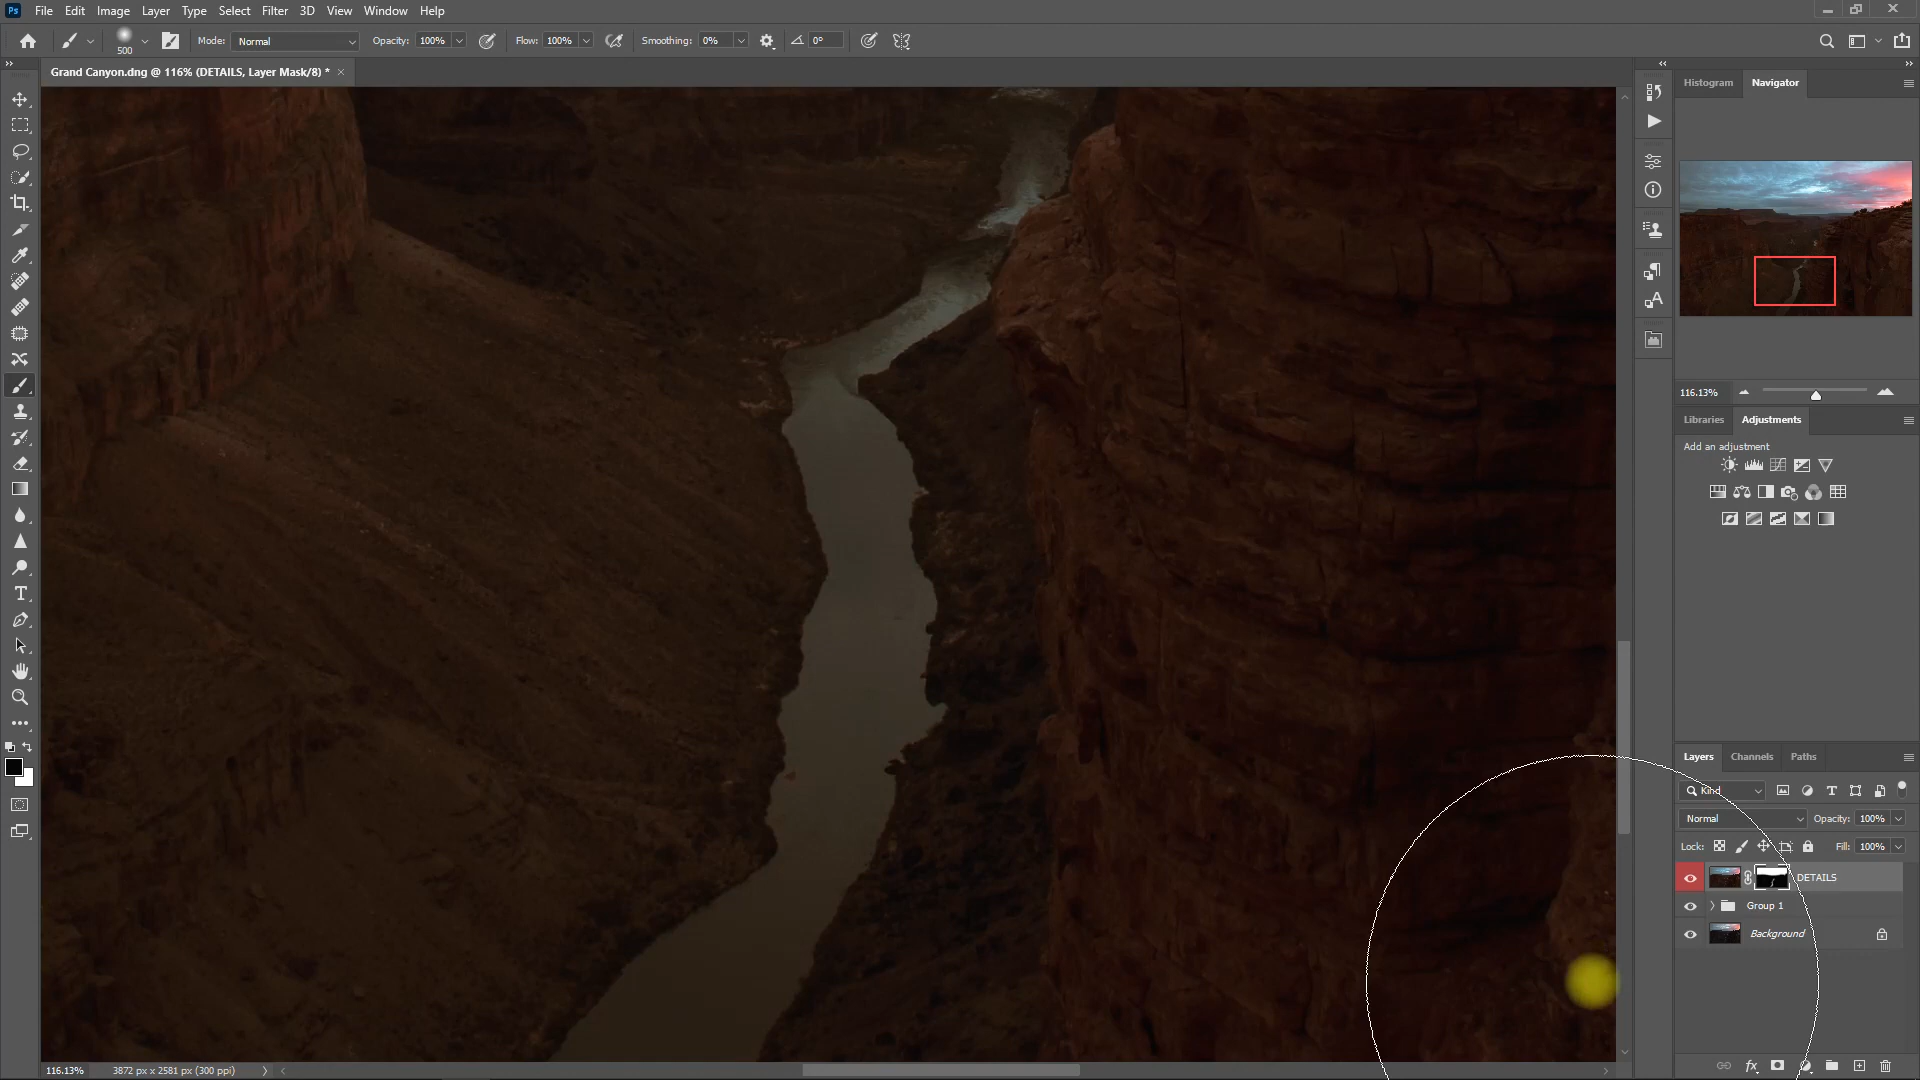 Ps File Edit Image Layer Type Select Filter 3D View Window Help
500 Mode: Normal Opacity: 100% Flow: 100% Smoothing: 0% 0°
Grand Canyon.dng @ 116% (DETAILS, Layer Mask/8) *
Histogram Navigator
116.13%
Libraries Adjustments
Add an adjustment
Layers Channels Paths
Kind
Normal Opacity: 100%
Lock: Fill: 100%
DETAILS
Group 1
Background
116.13% 3872 px x 2581 px (300 ppi)